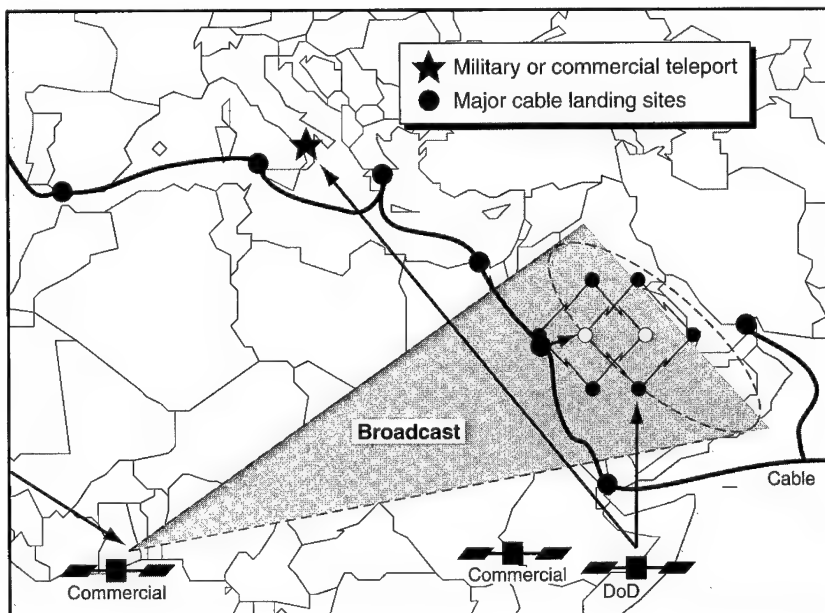 Military or commercial teleport
Major cable landing sites
Broadcast
Cable
Commercial
Commercial
DoD